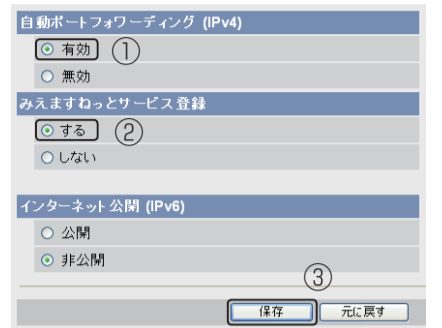 自動ポートフォワーディング (IPv4)
有効 ①
無効
みえますねっとサービス登録
する ②
しない
インターネット公開 (IPv6)
公開
非公開
③
保存 元に戻す